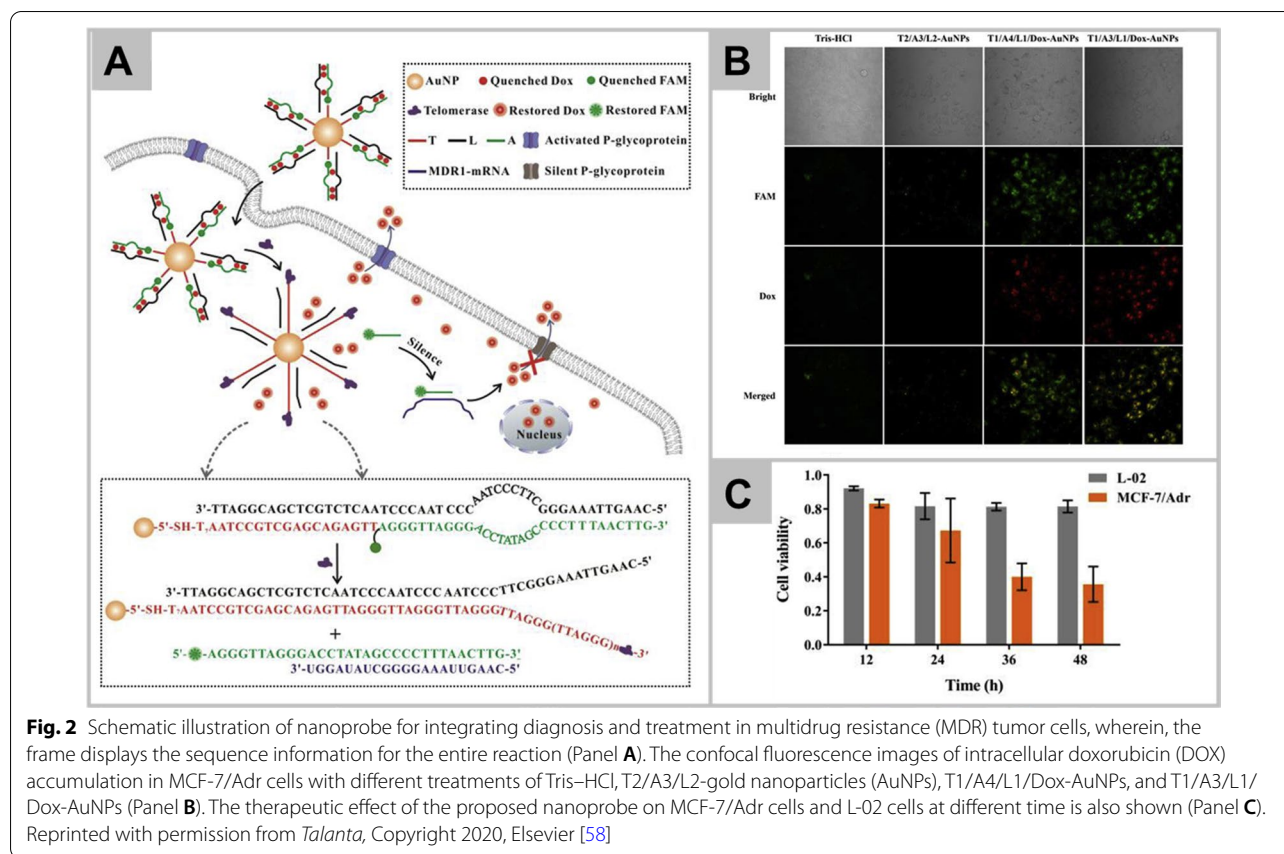 A
AuNP Quenched Dox Quenched FAM
Telomerase Restored Dox Restored FAM
T L A Activated P-glycoprotein
MDR1-mRNA Silent P-glycoprotein
Silence
Nucleus
3'-TTAGGCAGCTCGTCTCAATCCCAATCCC AATCCCTTCGGGAAATTGAAC-5'
-5'-SH-T,AATCCGTCGAGCAGAGTTAGGGTTAGGGACCTATAGCCCCTTTAACTTG-3'
3'-TTAGGCAGCTCGTCTCAATCCCAATCCCAATCCCTTCGGGAAATTGAAC-5'
-5'-SH-T,AATCCGTCGAGCAGAGTTAGGGTTAGGGTTAGGGTTAGGG(TTAGGG)n -3'
+
5'- -AGGGTTAGGGACCTATAGCCCCTTTAACTTG-3'
3'-UGGAUAUCGGGGAAAUUGAAC-5'
B
Tris-HCl T2/A3/L2-AuNPs T1/A4/L1/Dox-AuNPs T1/A3/L1/Dox-AuNPs
Bright
FAM
Dox
Merged
C
L-02
MCF-7/Adr
Cell viability
1.0
0.8
0.6
0.4
0.2
0.0
12 24 36 48
Time (h)
Fig. 2 Schematic illustration of nanoprobe for integrating diagnosis and treatment in multidrug resistance (MDR) tumor cells, wherein, the
frame displays the sequence information for the entire reaction (Panel A). The confocal fluorescence images of intracellular doxorubicin (DOX)
accumulation in MCF-7/Adr cells with different treatments of Tris–HCl, T2/A3/L2-gold nanoparticles (AuNPs), T1/A4/L1/Dox-AuNPs, and T1/A3/L1/
Dox-AuNPs (Panel B). The therapeutic effect of the proposed nanoprobe on MCF-7/Adr cells and L-02 cells at different time is also shown (Panel C).
Reprinted with permission from Talanta, Copyright 2020, Elsevier [58]